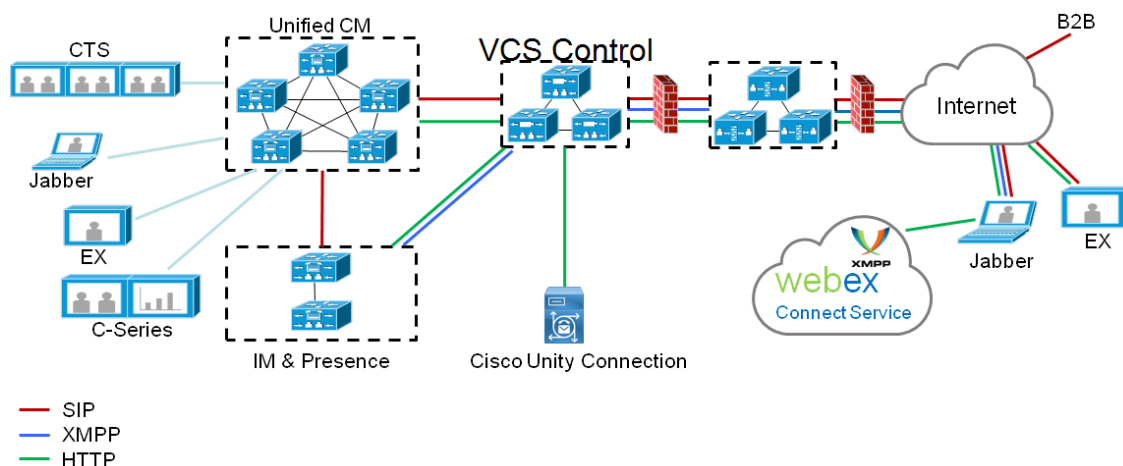 B2B
Unified CM
CTS
VCS Control
Internet
Jabber
EX
XMPP
webex
Connect Service
Jabber
EX
C-Series
IM & Presence
Cisco Unity Connection
SIP
XMPP
HTTP